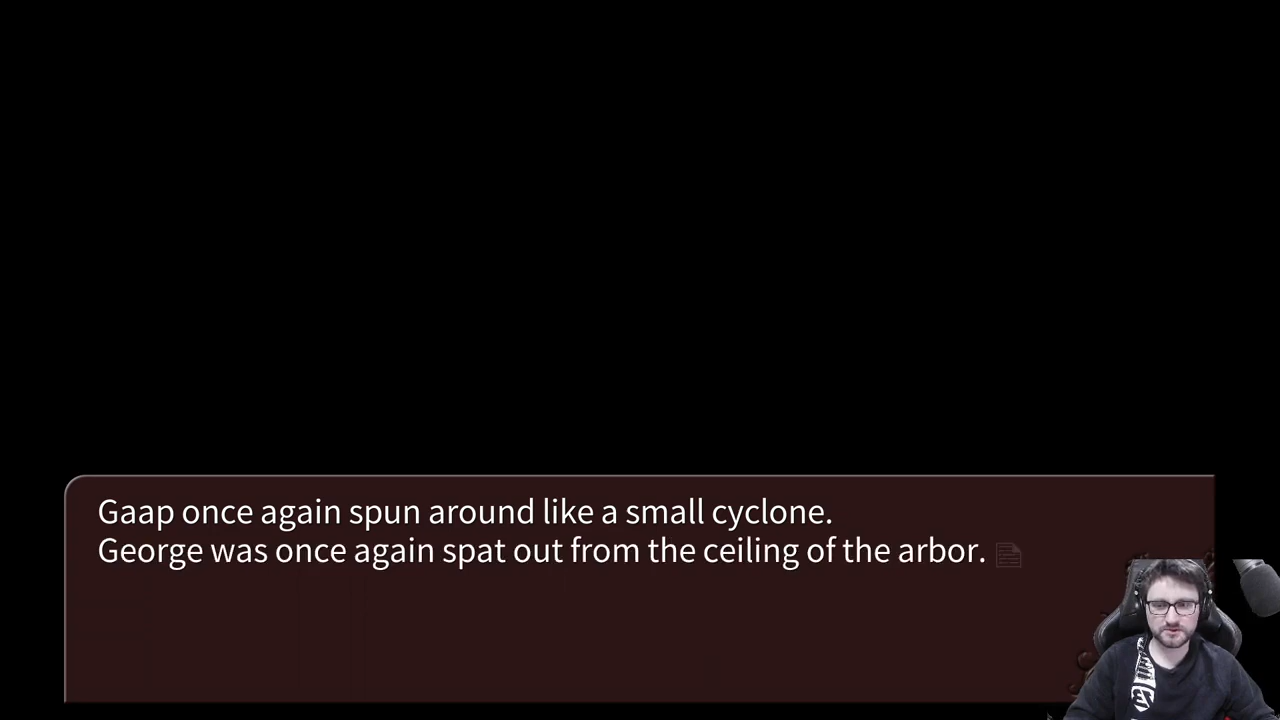 Gaap once again spun around like a small cyclone.
George was once again spat out from the ceiling of the arbor.